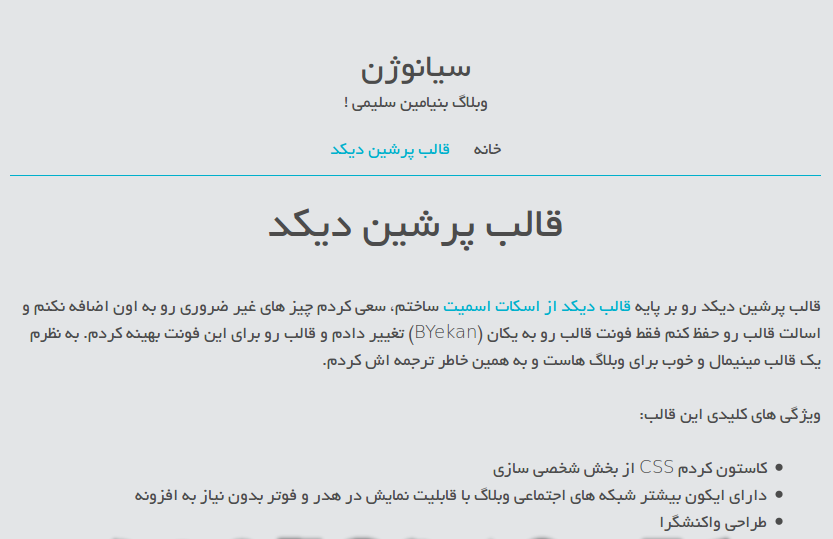 سیانوژن
وبلاگ بنیامین سلیمی !
خانه قالب پرشین دیکد
قالب پرشین دیکد
قالب پرشین دیکد رو بر پایه قالب دیکد از اسکات اسمیت ساختم، سعی کردم چیز های غیر ضروری رو به اون اضافه نکنم و
اسالت قالب رو حفظ کنم فقط فونت قالب رو به یکان (BYekan) تغییر دادم و قالب رو برای این فونت بهینه کردم. به نظرم
یک قالب مینیمال و خوب برای وبلاگ هاست و به همین خاطر ترجمه اش کردم.
ویژگی های کلیدی این قالب:
• کاستون کردم CSS از بخش شخصی سازی
• دارای ایکون بیشتر شبکه های اجتماعی وبلاگ با قابلیت نمایش در هدر و فوتر بدون نیاز به افزونه
• طراحی واکنشگرا